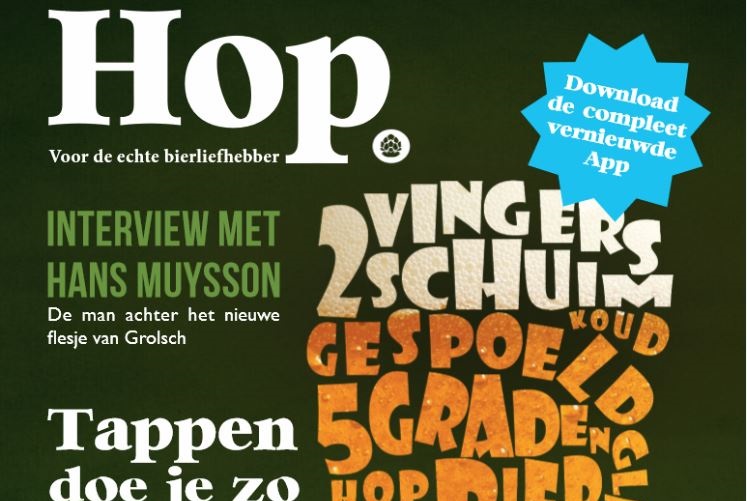 Hop.
Voor de echte bierliefhebber
Download
de compleet
vernieuwde
App
INTERVIEW MET
HANS MUYSSON
De man achter het nieuwe
flesje van Grolsch
Tappen
doe je zo
2 VINGERS
SCHUIM
KOUD
GESPOELD
5 GRADEN
HOP BIER